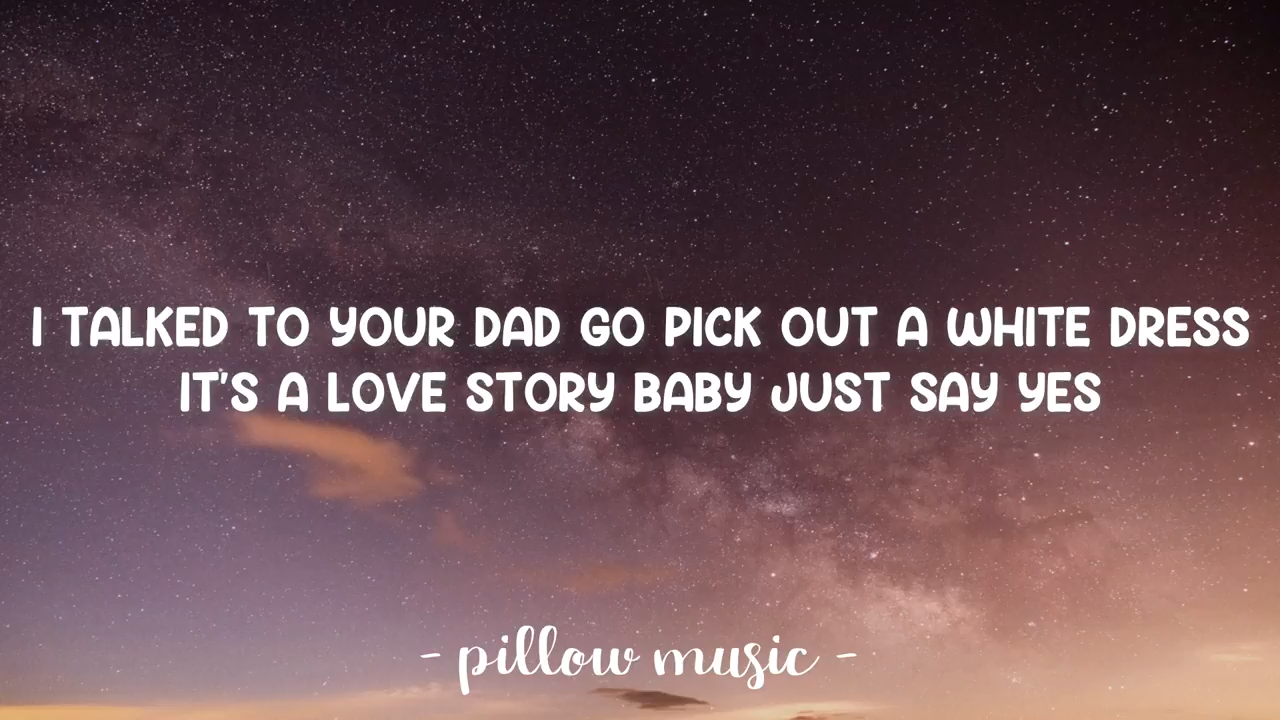 I TALKED TO YOUR DAD GO PICK OUT A WHITE DRESS
IT'S A LOVE STORY BABY JUST SAY YES
- pillow music -